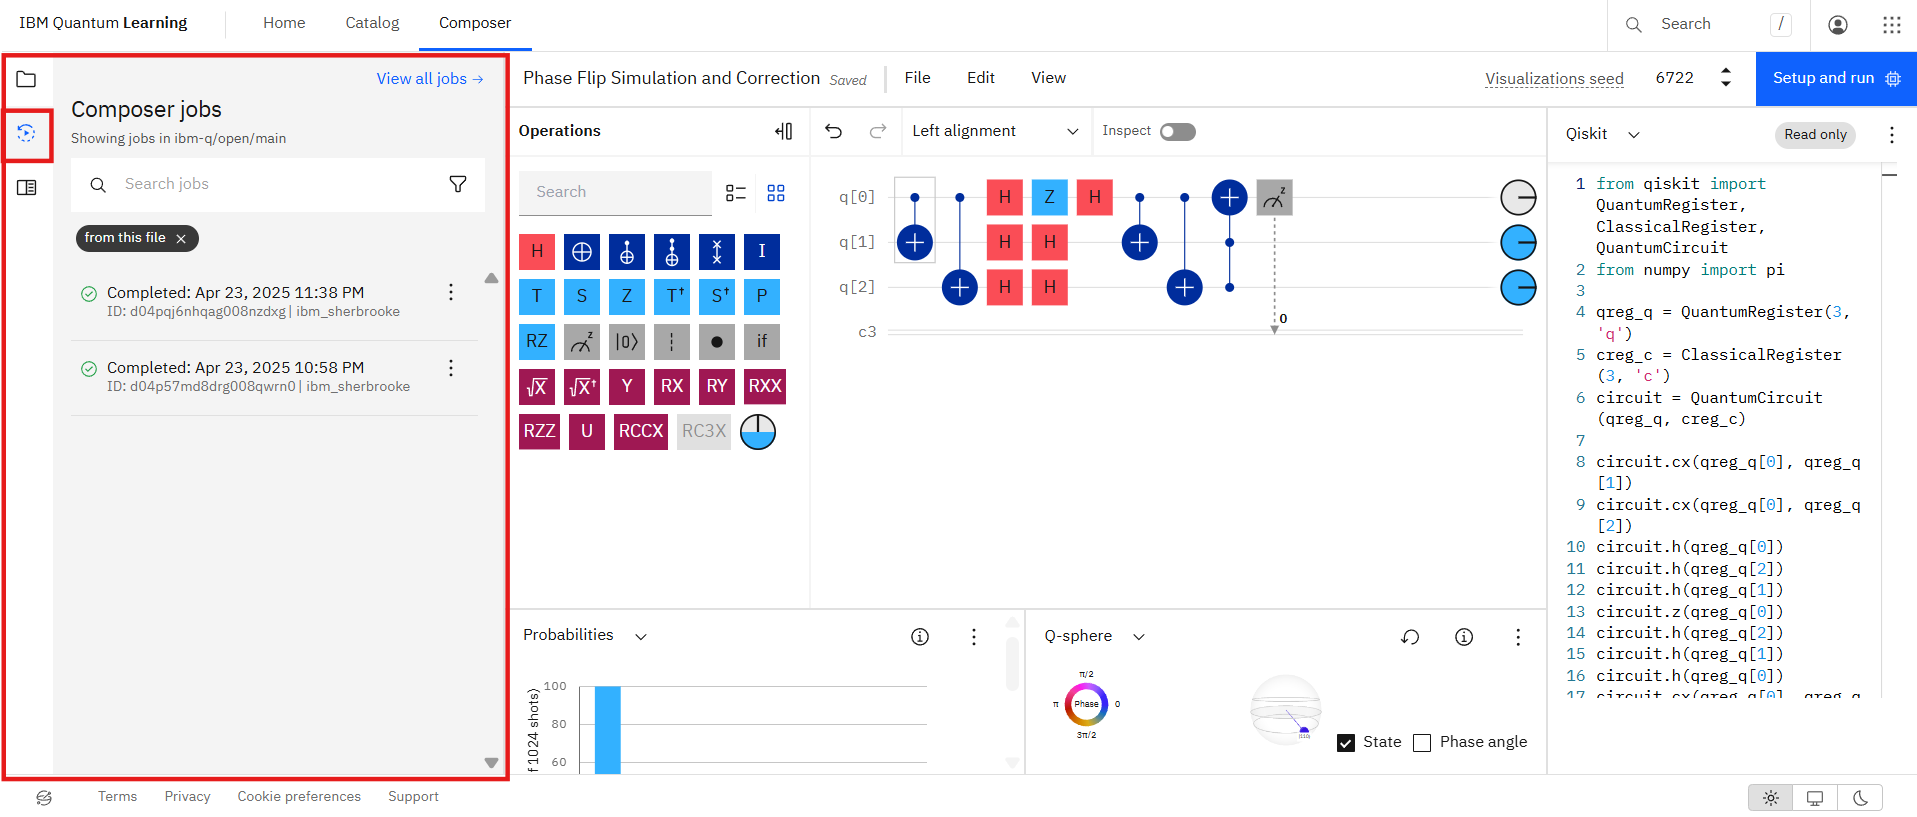 IBM Quantum Learning
Home
Catalog
Composer
Search
/
View all jobs →
Composer jobs
Showing jobs in ibm-q/open/main
Search jobs
from this file ×
Completed: Apr 23, 2025 11:38 PM
ID: d04pqj6nhqag008nzdxg | ibm_sherbrooke
Completed: Apr 23, 2025 10:58 PM
ID: d04p57md8drg008qwrn0 | ibm_sherbrooke
Phase Flip Simulation and Correction Saved
File
Edit
View
Visualizations seed
6722
Setup and run
Operations
Search
H I
T S Z T† S† P
RZ z |0⟩ if
√X √X† Y RX RY RXX
RZZ U RCCX RC3X
Left alignment
Inspect
q[0] H Z H z
q[1] H H
q[2] H H
c3
0
Probabilities
100
80
60
f 1024 shots)
Q-sphere
π/2
π
Phase
0
3π/2
State
Phase angle
Qiskit
Read only
1 from qiskit import
QuantumRegister,
ClassicalRegister,
QuantumCircuit
2 from numpy import pi
3
4 qreg_q = QuantumRegister(3,
'q')
5 creg_c = ClassicalRegister
(3, 'c')
6 circuit = QuantumCircuit
(qreg_q, creg_c)
7
8 circuit.cx(qreg_q[0], qreg_q
[1])
9 circuit.cx(qreg_q[0], qreg_q
[2])
10 circuit.h(qreg_q[0])
11 circuit.h(qreg_q[2])
12 circuit.h(qreg_q[1])
13 circuit.z(qreg_q[0])
14 circuit.h(qreg_q[2])
15 circuit.h(qreg_q[1])
16 circuit.h(qreg_q[0])
17 circuit.cx(qreg_q[0], qreg_q
Terms
Privacy
Cookie preferences
Support